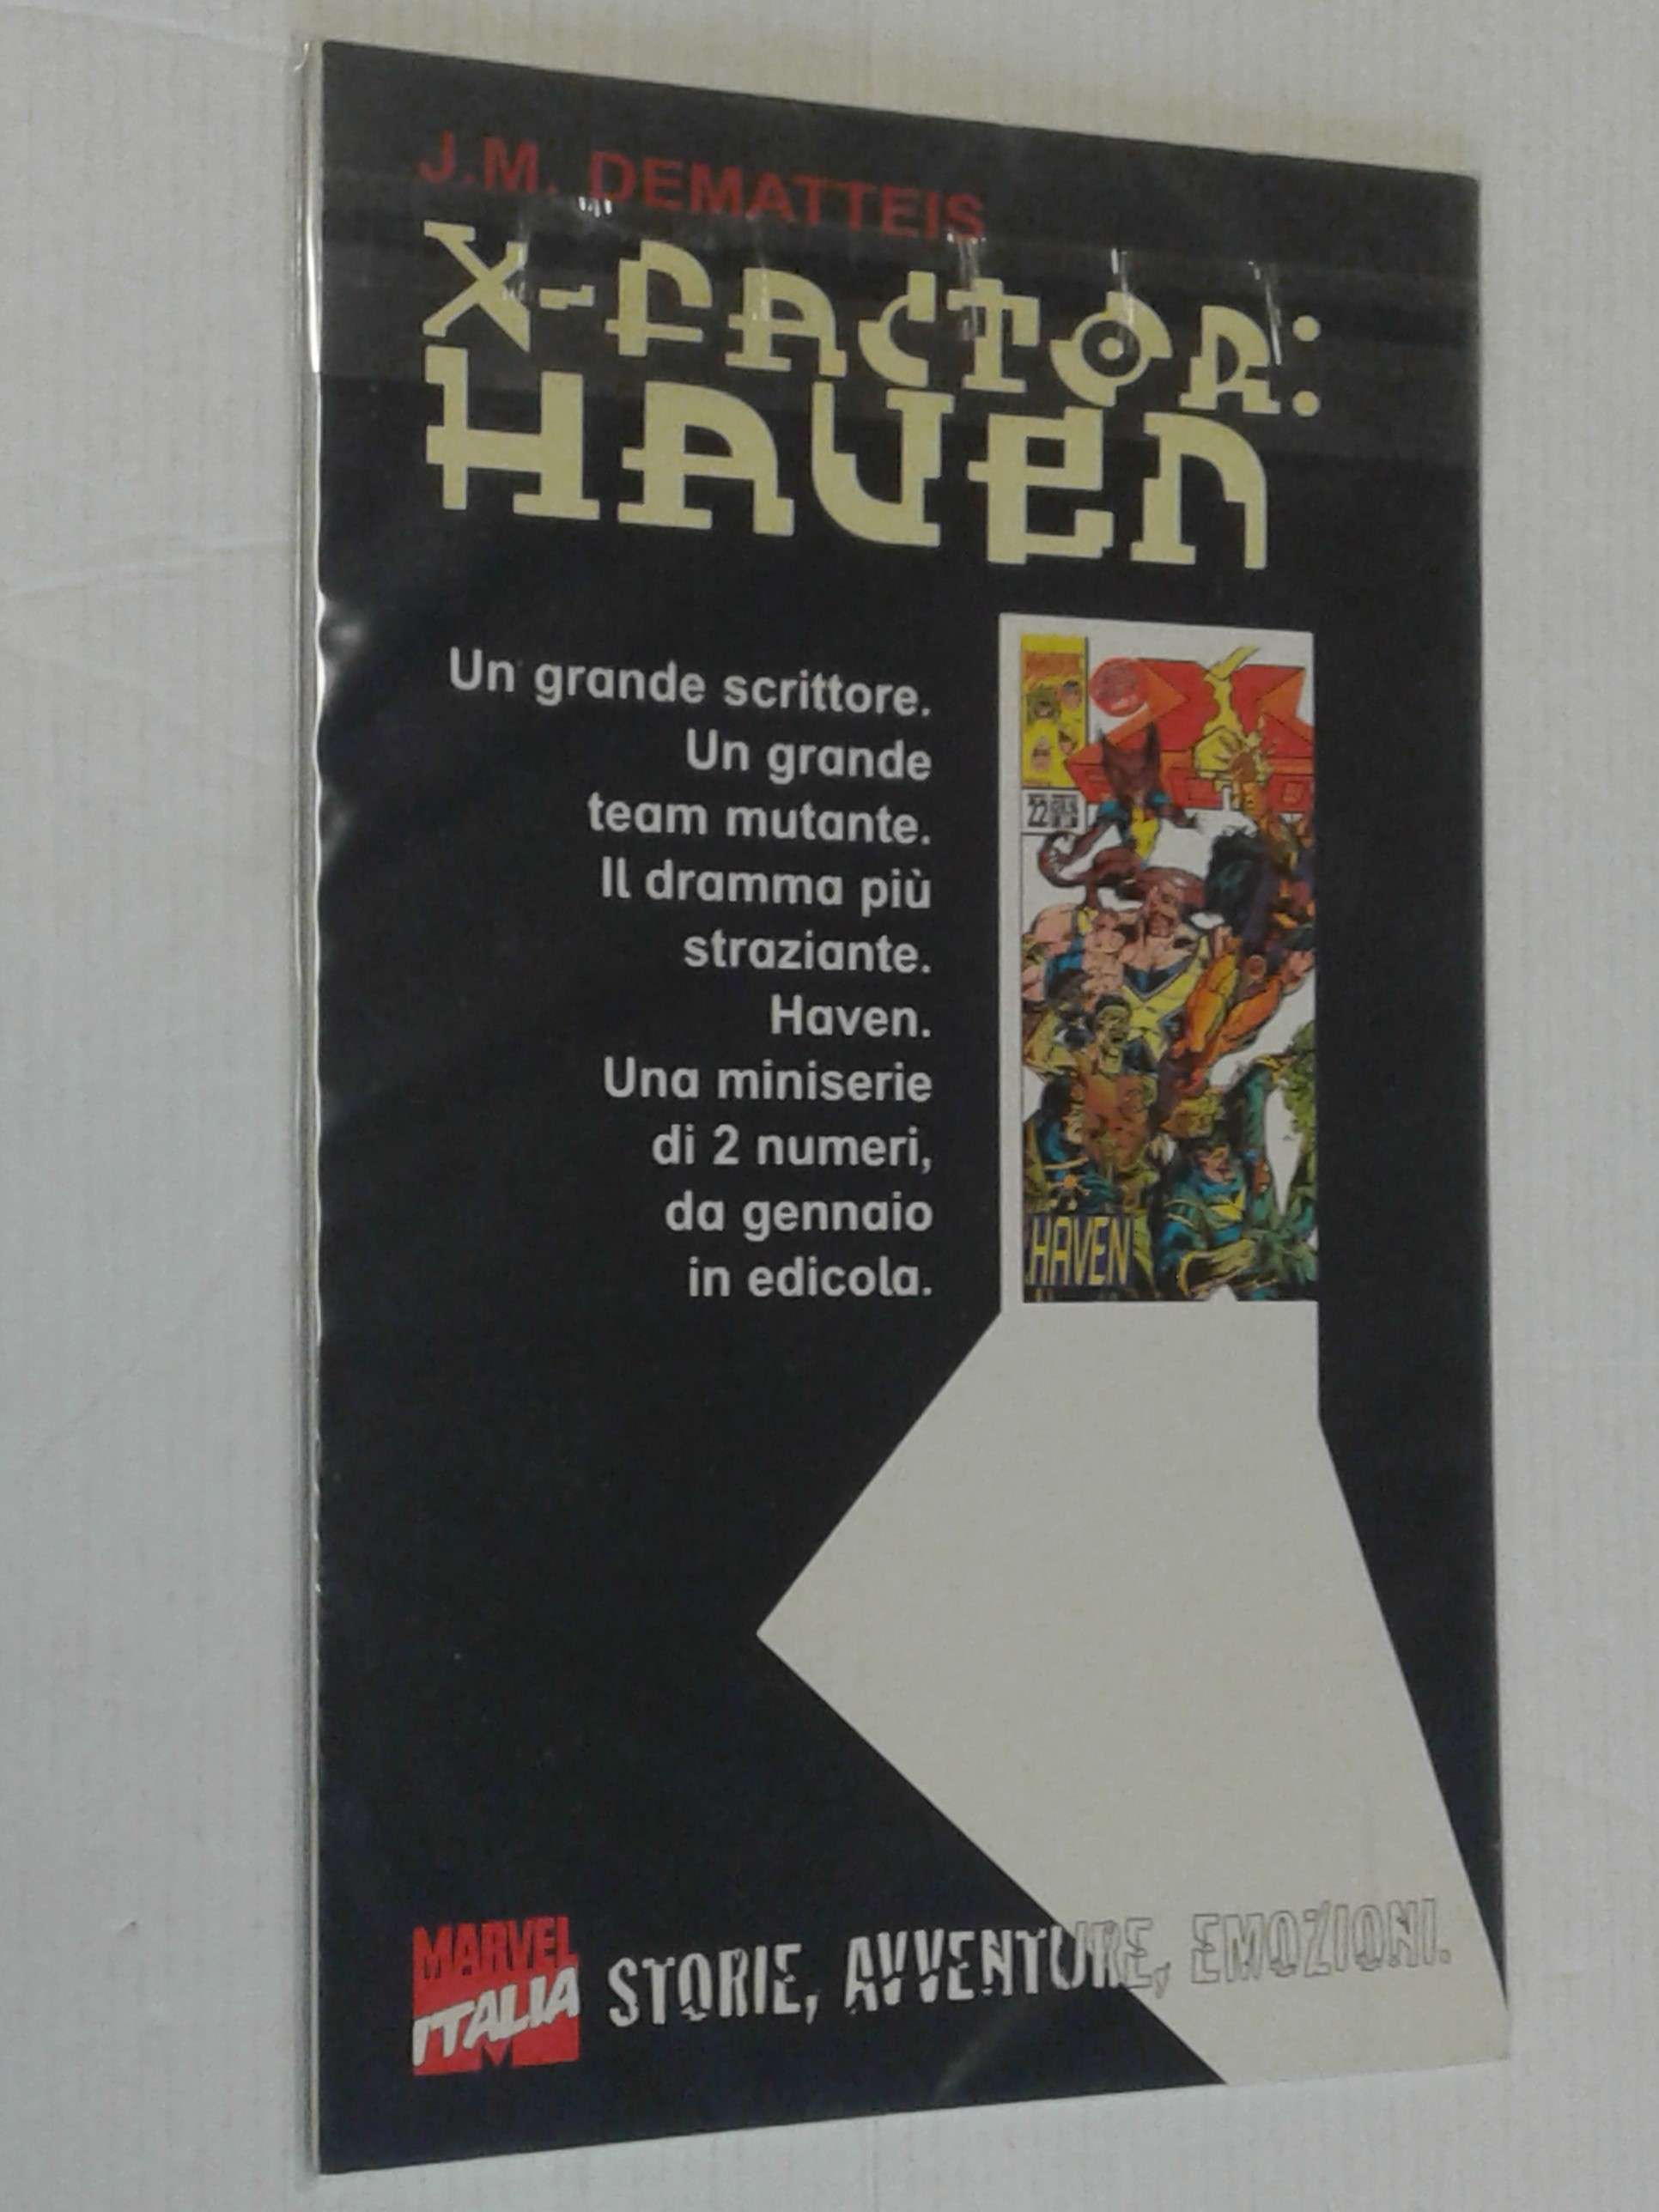 J.M. DEMATTEIS
X-FACTOR:
HAVEN
Un grande scrittore.
Un grande
team mutante.
Il dramma più
straziante.
Haven.
Una miniserie
di 2 numeri,
da gennaio
in edicola.
22
HAVEN
MARVEL
ITALIA
STORIE, AVVENTURE, EMOZIONI.